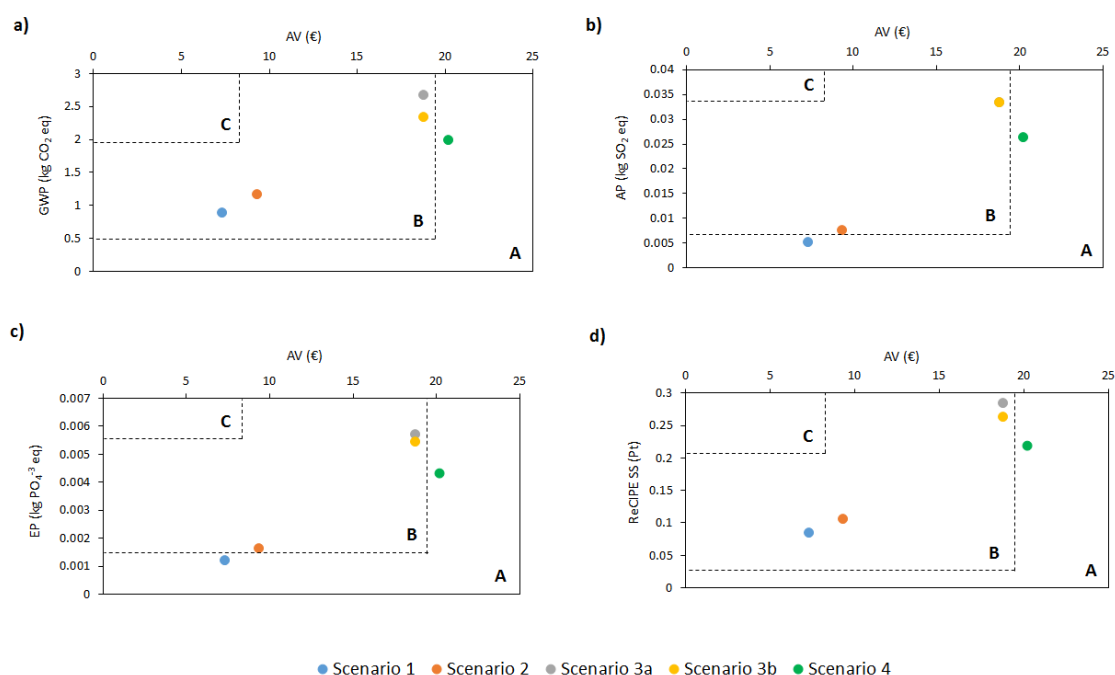 a)
AV (€)
0 5 10 15 20 25
3
2.5
2
1.5
1
0.5
0
GWP (kg CO₂ eq)
C
B
A
b)
AV (€)
0 5 10 15 20 25
0.04
0.035
0.03
0.025
0.02
0.015
0.01
0.005
0
AP (kg SO₂ eq)
C
B
A
c)
AV (€)
0 5 10 15 20 25
0.007
0.006
0.005
0.004
0.003
0.002
0.001
0
EP (kg PO₄⁻³ eq)
C
B
A
d)
AV (€)
0 5 10 15 20 25
0.3
0.25
0.2
0.15
0.1
0.05
0
ReCIPE SS (Pt)
C
B
A
Scenario 1 Scenario 2 Scenario 3a Scenario 3b Scenario 4